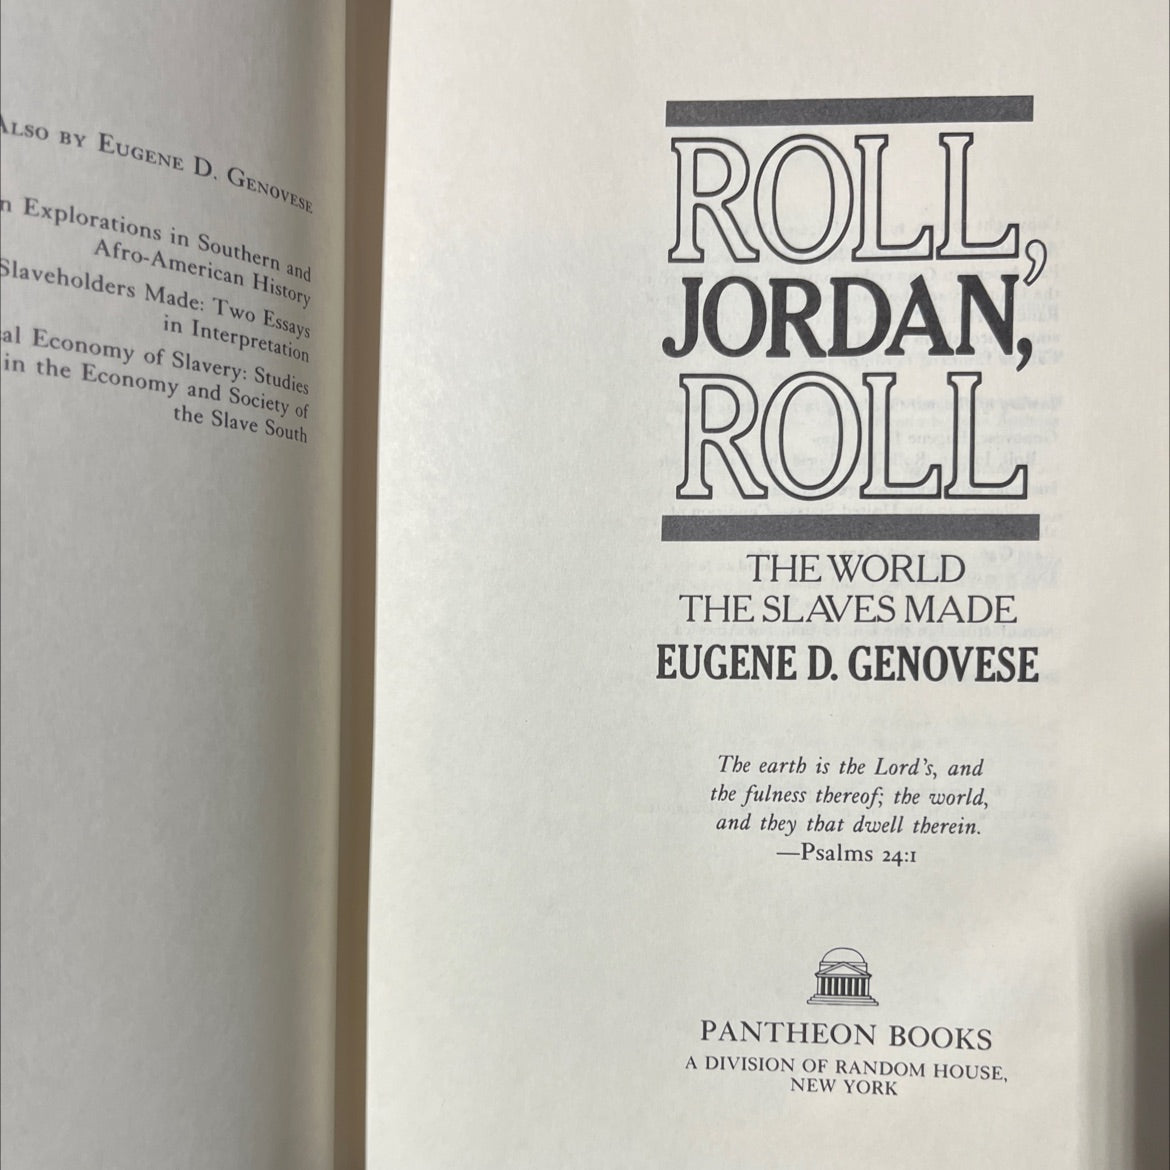 ALSO BY EUGENE D. GENOVESE
Explorations in Southern and
Afro-American History
Slaveholders Made: Two Essays
in Interpretation
Economy of Slavery: Studies
in the Economy and Society of
the Slave South
ROLL,
JORDAN,
ROLL
THE WORLD
THE SLAVES MADE
EUGENE D. GENOVESE
The earth is the Lord's, and
the fulness thereof; the world,
and they that dwell therein.
—Psalms 24:1
PANTHEON BOOKS
A DIVISION OF RANDOM HOUSE,
NEW YORK